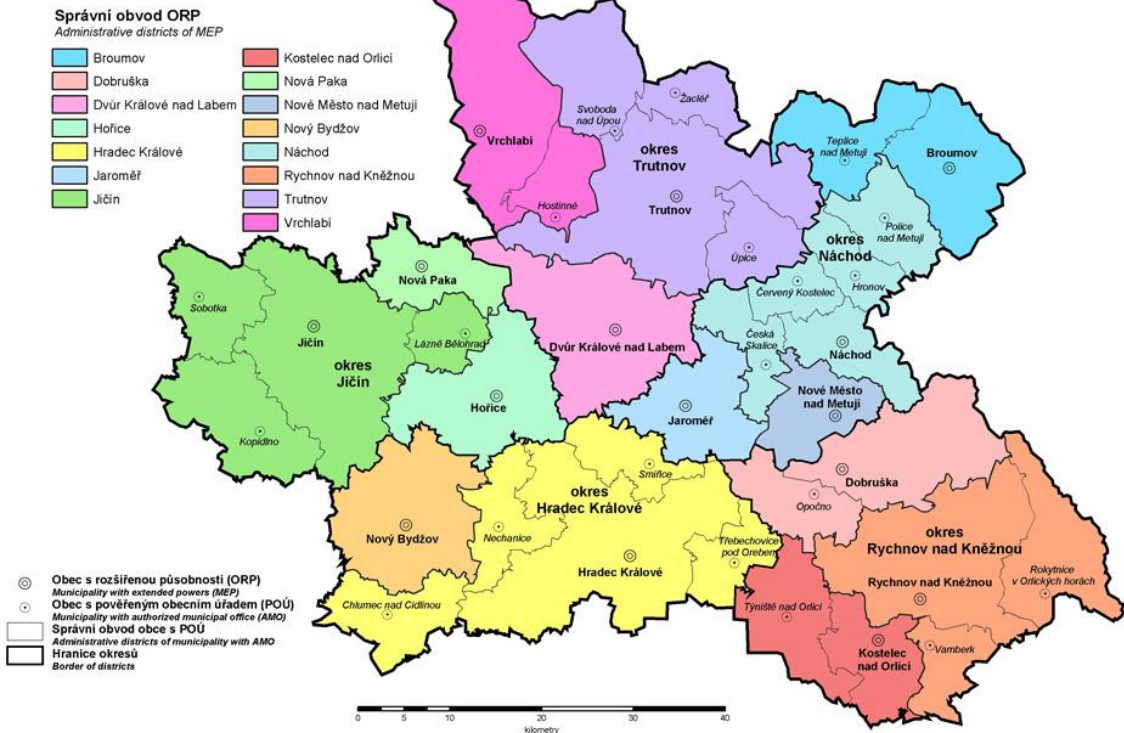 Správní obvod ORP
Administrative districts of MEP
Broumov
Dobruška
Dvůr Králové nad Labem
Hořice
Hradec Králové
Jaroměř
Jičín
Kostelec nad Orlicí
Nová Paka
Nové Město nad Metují
Nový Bydžov
Náchod
Rychnov nad Kněžnou
Trutnov
Vrchlabí
Vrchlabí
Hostinné
Svoboda
nad Úpou
Žacléř
okres
Trutnov
Trutnov
Úpice
Teplice
nad Metují
Broumov
Police
nad Metují
okres
Náchod
Hronov
Červený Kostelec
Česká
Skalice
Náchod
Nové Město
nad Metují
Nová Paka
Sobotka
Jičín
Lázně Bělohrad
okres
Jičín
Kopidlno
Hořice
Dvůr Králové nad Labem
Jaroměř
Smiřice
okres
Hradec Králové
Nechanice
Nový Bydžov
Hradec Králové
Třebechovice
pod Oreben
Chlumec nad Cidlinou
Dobruška
Opočno
okres
Rychnov nad Kněžnou
Rychnov nad Kněžnou
Rokytnice
v Orlických horách
Týniště nad Orlicí
Kostelec
nad Orlicí
Vamberk
Obec s rozšířenou působností (ORP)
Municipality with extended powers (MEP)
Obec s pověřeným obecním úřadem (POÚ)
Municipality with authorized municipal office (AMO)
Správní obvod obce s POÚ
Administrative districts of municipality with AMO
Hranice okresů
Border of districts
0 5 10 20 30 40
kilometry